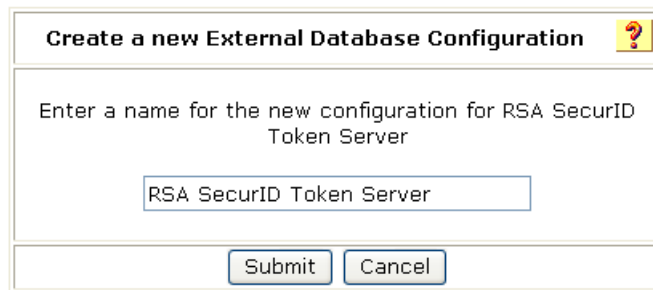 Create a new External Database Configuration ?
Enter a name for the new configuration for RSA SecurID
Token Server
RSA SecurID Token Server
Submit Cancel